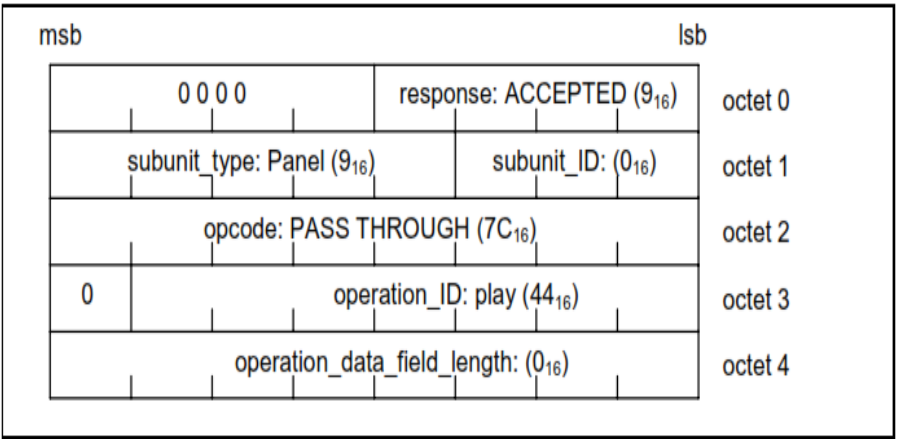 msb lsb
0 0 0 0 response: ACCEPTED (9₁₆) octet 0
subunit_type: Panel (9₁₆) subunit_ID: (0₁₆) octet 1
opcode: PASS THROUGH (7C₁₆) octet 2
0 operation_ID: play (44₁₆) octet 3
operation_data_field_length: (0₁₆) octet 4